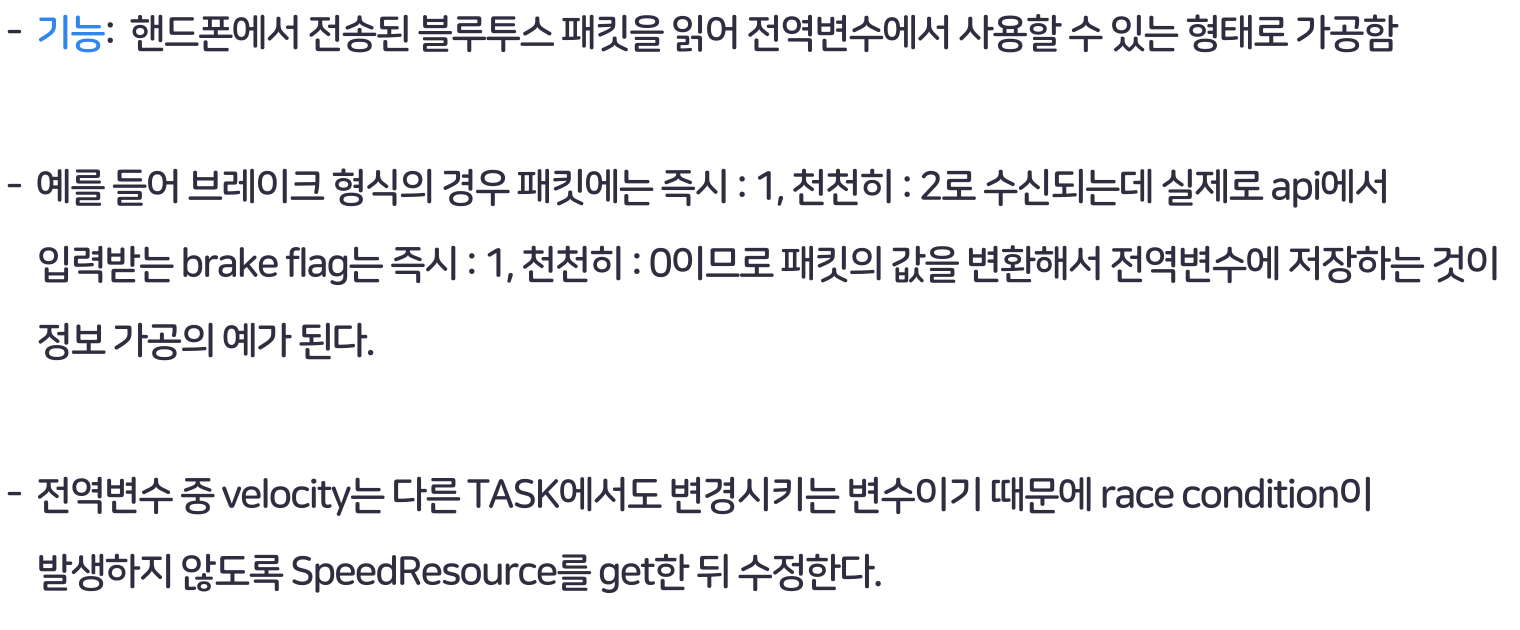 - 기능: 핸드폰에서 전송된 블루투스 패킷을 읽어 전역변수에서 사용할 수 있는 형태로 가공함
- 예를 들어 브레이크 형식의 경우 패킷에는 즉시 : 1, 천천히 : 2로 수신되는데 실제로 api에서
입력받는 brake flag는 즉시 : 1, 천천히 : 0이므로 패킷의 값을 변환해서 전역변수에 저장하는 것이
정보 가공의 예가 된다.
- 전역변수 중 velocity는 다른 TASK에서도 변경시키는 변수이기 때문에 race condition이
발생하지 않도록 SpeedResource를 get한 뒤 수정한다.